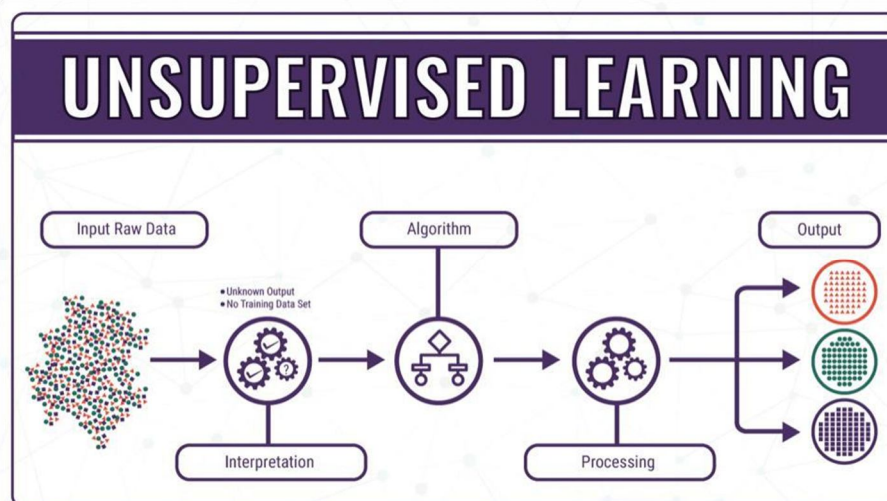 UNSUPERVISED LEARNING
Input Raw Data
Algorithm
Output
• Unknown Output
• No Training Data Set
?
Interpretation
Processing